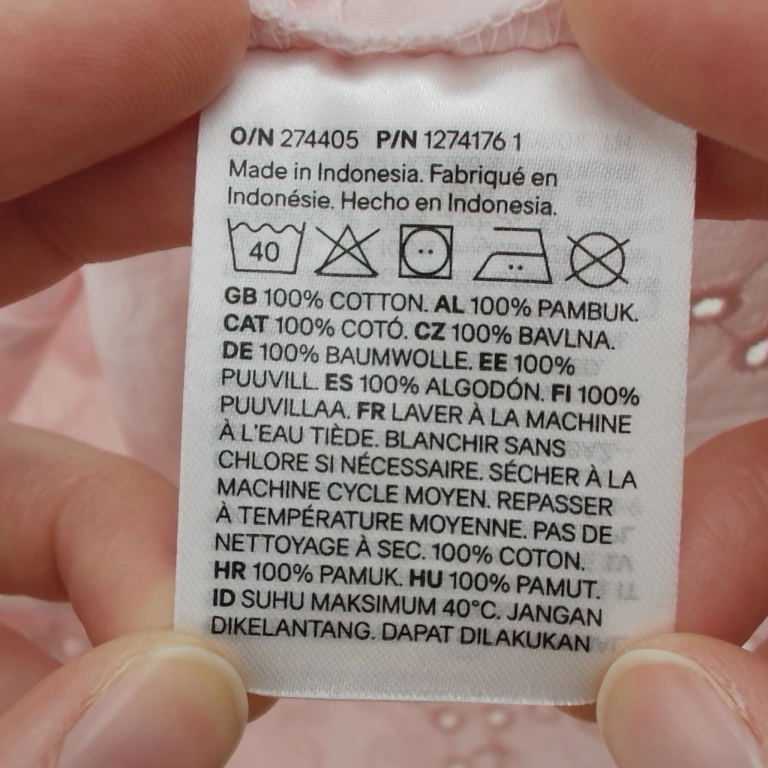 O/N 274405 P/N 1274176 1
Made in Indonesia. Fabriqué en
Indonésie. Hecho en Indonesia.
40
GB 100% COTTON. AL 100% PAMBUK.
CAT 100% COTÓ. CZ 100% BAVLNA.
DE 100% BAUMWOLLE. EE 100%
PUUVILL. ES 100% ALGODÓN. FI 100%
PUUVILLAA. FR LAVER À LA MACHINE
À L'EAU TIÈDE. BLANCHIR SANS
CHLORE SI NÉCESSAIRE. SÉCHER À LA
MACHINE CYCLE MOYEN. REPASSER
À TEMPÉRATURE MOYENNE. PAS DE
NETTOYAGE À SEC. 100% COTON.
HR 100% PAMUK. HU 100% PAMUT.
ID SUHU MAKSIMUM 40°C. JANGAN
DIKELANTANG. DAPAT DILAKUKAN